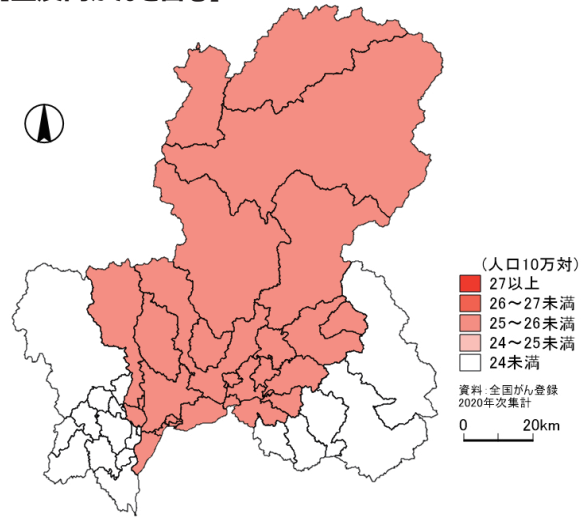 (人口10万対)
27以上
26～27未満
25～26未満
24～25未満
24未満
資料:全国がん登録
2020年次集計
0 20km